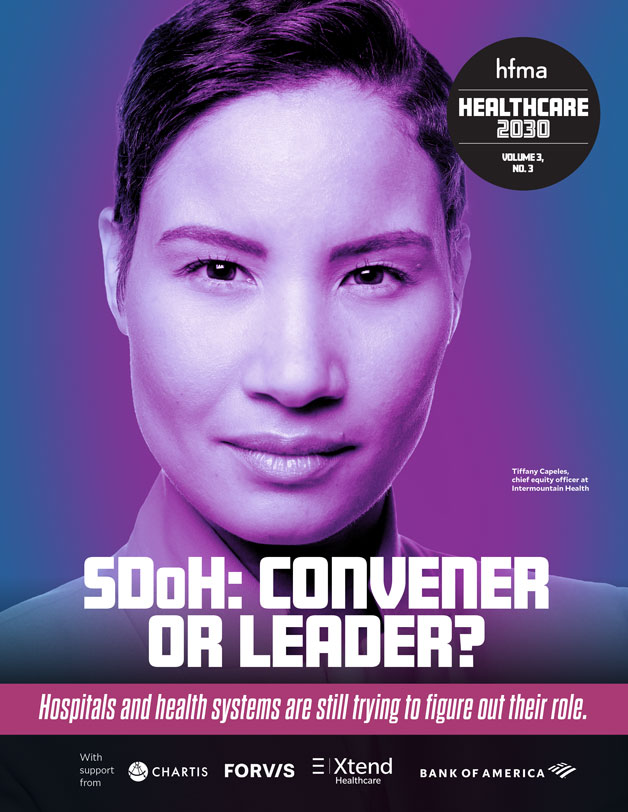 hfma
HEALTHCARE
2030
VOLUME 3,
NO. 3
Tiffany Capeles,
chief equity officer at
Intermountain Health
SDoH: CONVENER
OR LEADER?
Hospitals and health systems are still trying to figure out their role.
With
support
from
CHARTIS
FORVIS
Xtend
Healthcare
BANK OF AMERICA